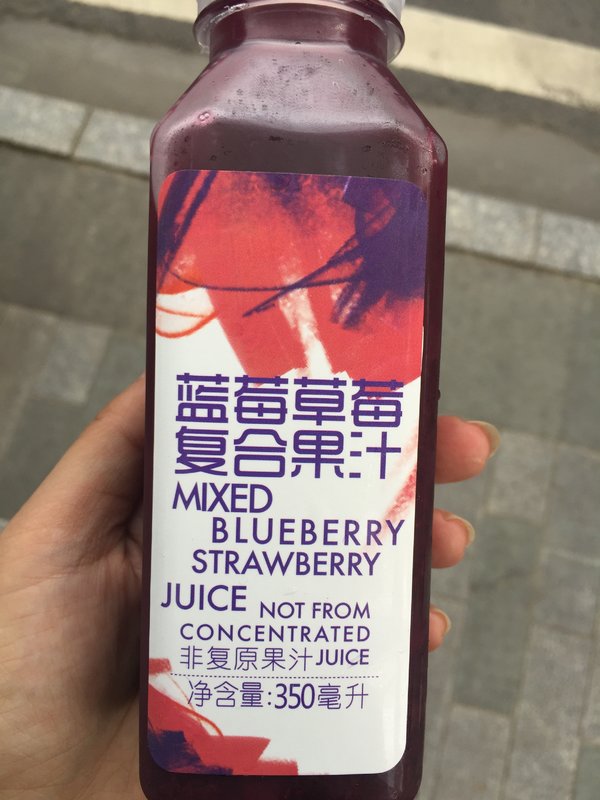 蓝莓草莓
复合果汁
MIXED
BLUEBERRY
STRAWBERRY
JUICE NOT FROM
CONCENTRATED
非复原果汁JUICE
净含量:350毫升